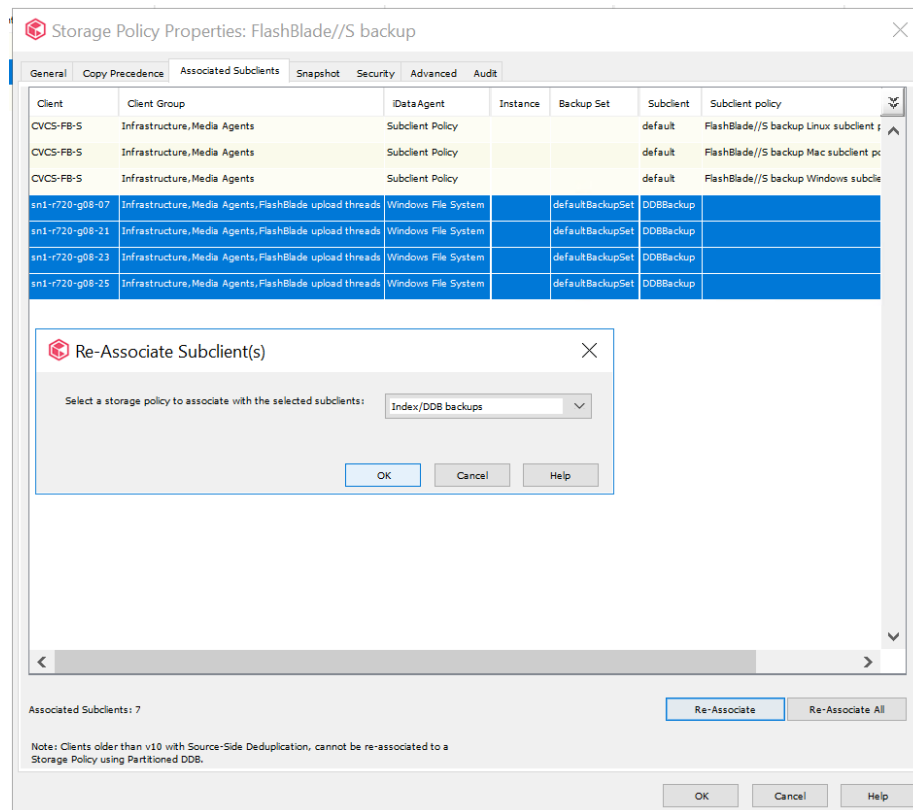 Storage Policy Properties: FlashBlade//S backup
General Copy Precedence Associated Subclients Snapshot Security Advanced Audit
Client Client Group iDataAgent Instance Backup Set Subclient Subclient policy
CVCS-FB-S Infrastructure,Media Agents Subclient Policy default FlashBlade//S backup Linux subclient p
CVCS-FB-S Infrastructure,Media Agents Subclient Policy default FlashBlade//S backup Mac subclient po
CVCS-FB-S Infrastructure,Media Agents Subclient Policy default FlashBlade//S backup Windows subclie
sn1-r720-g08-07 Infrastructure,Media Agents,FlashBlade upload threads Windows File System defaultBackupSet DDBBackup
sn1-r720-g08-21 Infrastructure,Media Agents,FlashBlade upload threads Windows File System defaultBackupSet DDBBackup
sn1-r720-g08-23 Infrastructure,Media Agents,FlashBlade upload threads Windows File System defaultBackupSet DDBBackup
sn1-r720-g08-25 Infrastructure,Media Agents,FlashBlade upload threads Windows File System defaultBackupSet DDBBackup
Re-Associate Subclient(s)
Select a storage policy to associate with the selected subclients: Index/DDB backups
OK Cancel Help
Associated Subclients: 7 Re-Associate Re-Associate All
Note: Clients older than v10 with Source-Side Deduplication, cannot be re-associated to a
Storage Policy using Partitioned DDB.
OK Cancel Help